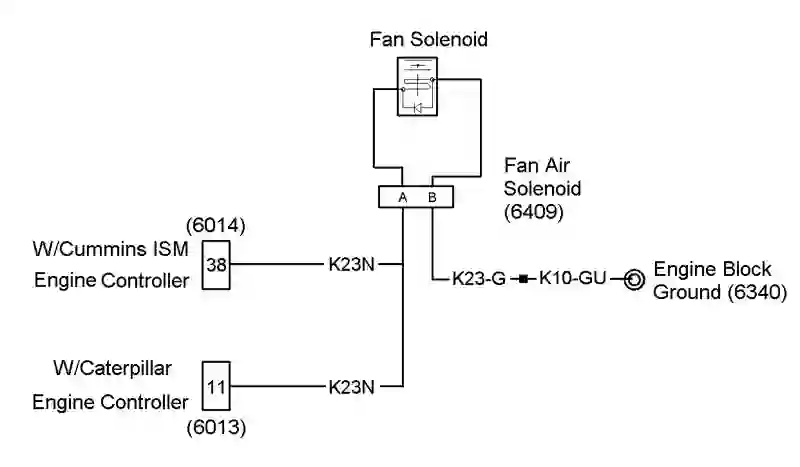 Fan Solenoid
Fan Air
Solenoid
(6409)
A B
(6014)
W/Cummins ISM
Engine Controller
38
K23N
K23-G
K10-GU
Engine Block
Ground (6340)
W/Caterpillar
Engine Controller
11
K23N
(6013)